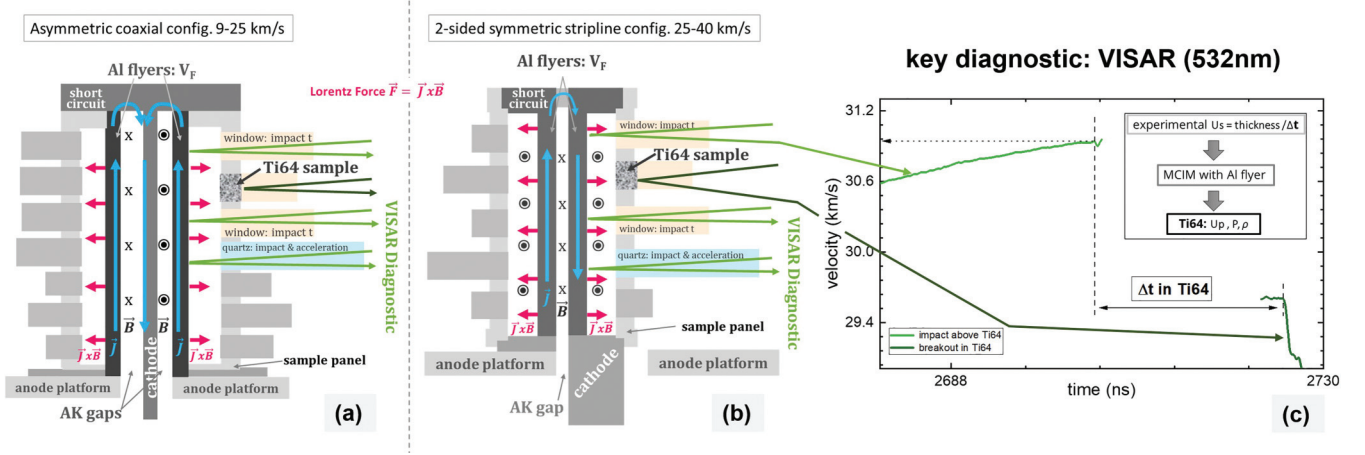 Asymmetric coaxial config. 9-25 km/s
Al flyers: V_F
short
circuit
x
x
x
x
B⃗
B⃗
J⃗
J⃗
J⃗ xB⃗
J⃗ xB⃗
cathode
window: impact t
Ti64 sample
window: impact t
quartz: impact & acceleration
VISAR Diagnostic
sample panel
anode platform
anode platform
AK gaps
(a)
Lorentz Force F⃗ = J⃗ xB⃗
2-sided symmetric stripline config. 25-40 km/s
Al flyers: V_F
short
circuit
x
x
x
x
J⃗
B⃗
J⃗ xB⃗
J⃗ xB⃗
cathode
window: impact t
Ti64 sample
window: impact t
quartz: impact & acceleration
VISAR Diagnostic
sample panel
anode platform
anode platform
AK gap
(b)
key diagnostic: VISAR (532nm)
31.2
30.6
30.0
29.4
velocity (km/s)
experimental Us = thickness/Δt
MCIM with Al flyer
Ti64: Up , P, ρ
Δt in Ti64
impact above Ti64
breakout in Ti64
2688
2730
time (ns)
(c)